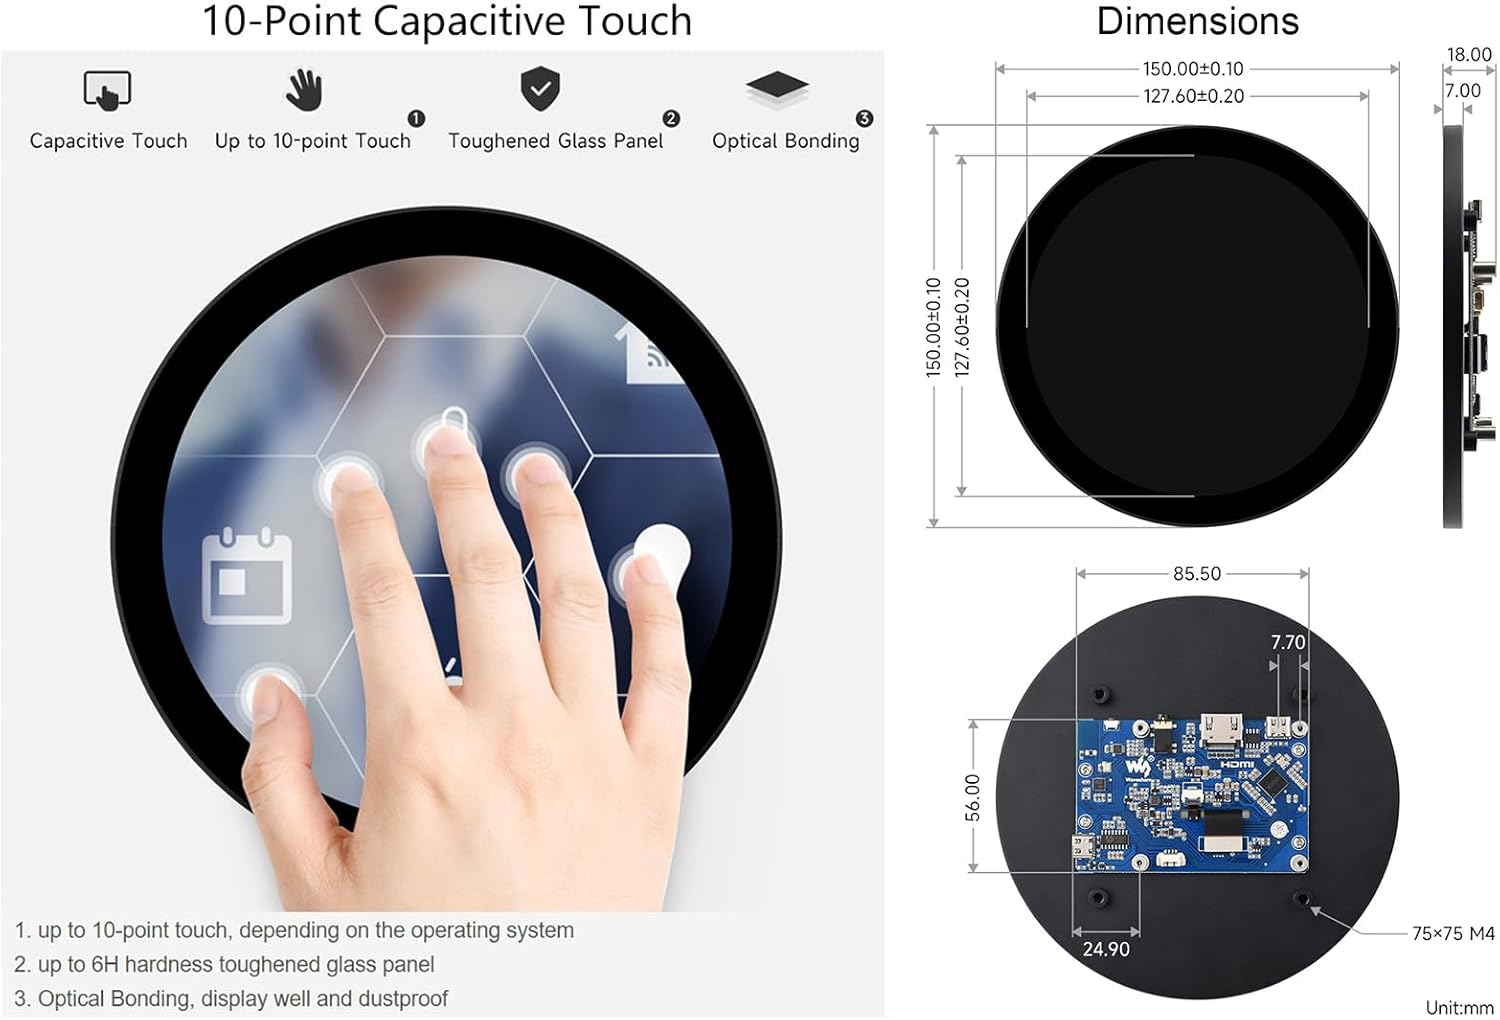 10-Point Capacitive Touch
Capacitive Touch
Up to 10-point Touch
1
Toughened Glass Panel
2
Optical Bonding
3
1. up to 10-point touch, depending on the operating system
2. up to 6H hardness toughened glass panel
3. Optical Bonding, display well and dustproof
Dimensions
150.00±0.10
127.60±0.20
18.00
7.00
150.00±0.10
127.60±0.20
85.50
7.70
56.00
HDMI
24.90
75×75 M4
Unit:mm